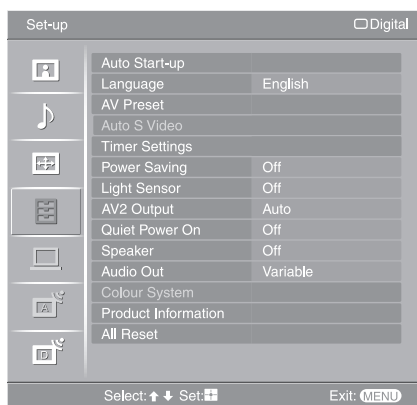 Set-up Digital
Auto Start-up
Language English
AV Preset
Auto S Video
Timer Settings
Power Saving Off
Light Sensor Off
AV2 Output Auto
Quiet Power On Off
Speaker Off
Audio Out Variable
Colour System
Product Information
All Reset
A
D
Select: Set: Exit: MENU